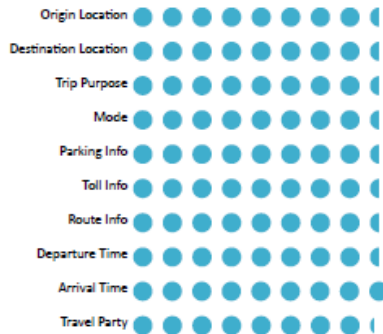 Origin Location
Destination Location
Trip Purpose
Mode
Parking Info
Toll Info
Route Info
Departure Time
Arrival Time
Travel Party